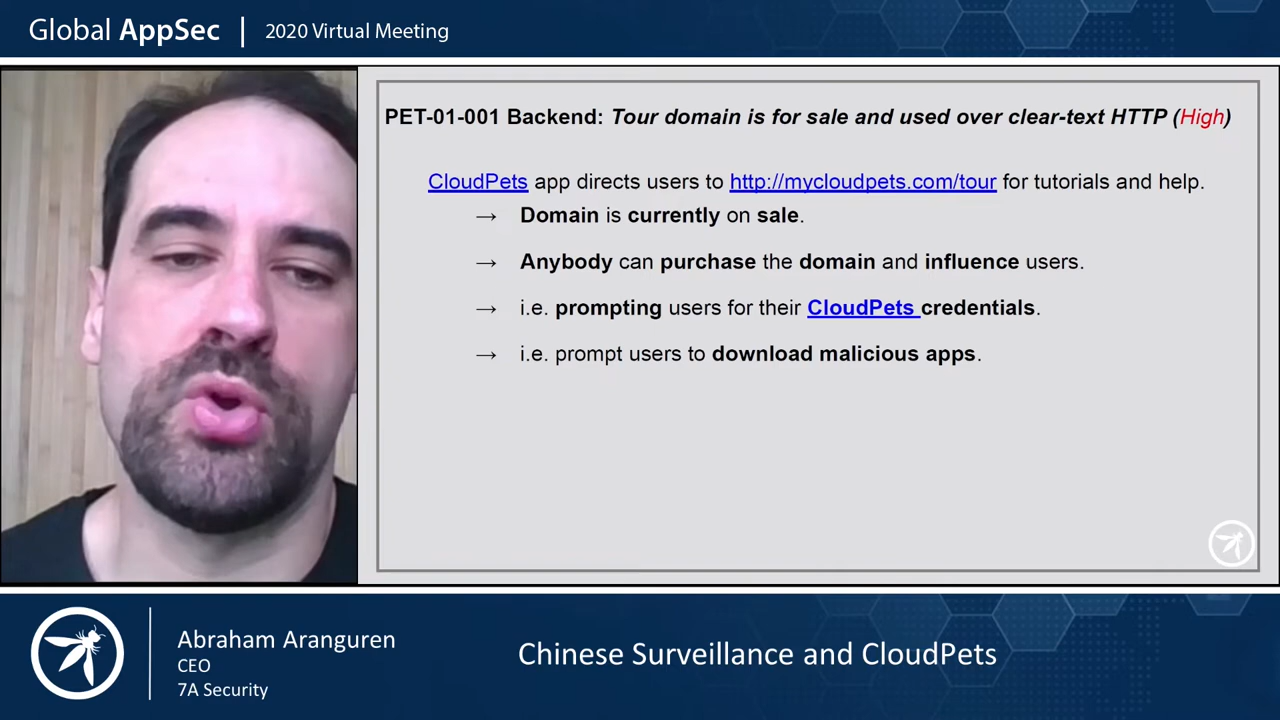 Global AppSec | 2020 Virtual Meeting
PET-01-001 Backend: Tour domain is for sale and used over clear-text HTTP (High)
CloudPets app directs users to http://mycloudpets.com/tour for tutorials and help.
→ Domain is currently on sale.
→ Anybody can purchase the domain and influence users.
→ i.e. prompting users for their CloudPets credentials.
→ i.e. prompt users to download malicious apps.
Abraham Aranguren
CEO
7A Security
Chinese Surveillance and CloudPets